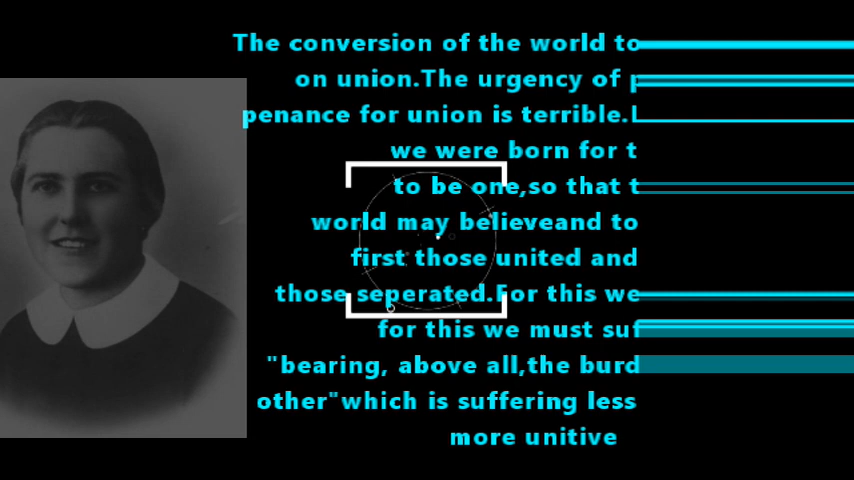 The conversion of the world to
on union.The urgency of
penance for union is terrible.
we were born for
to be one,so that
world may believeand to
first those united and
those seperated.For this we
for this we must
"bearing, above all,the
other"which is suffering less
more unitive